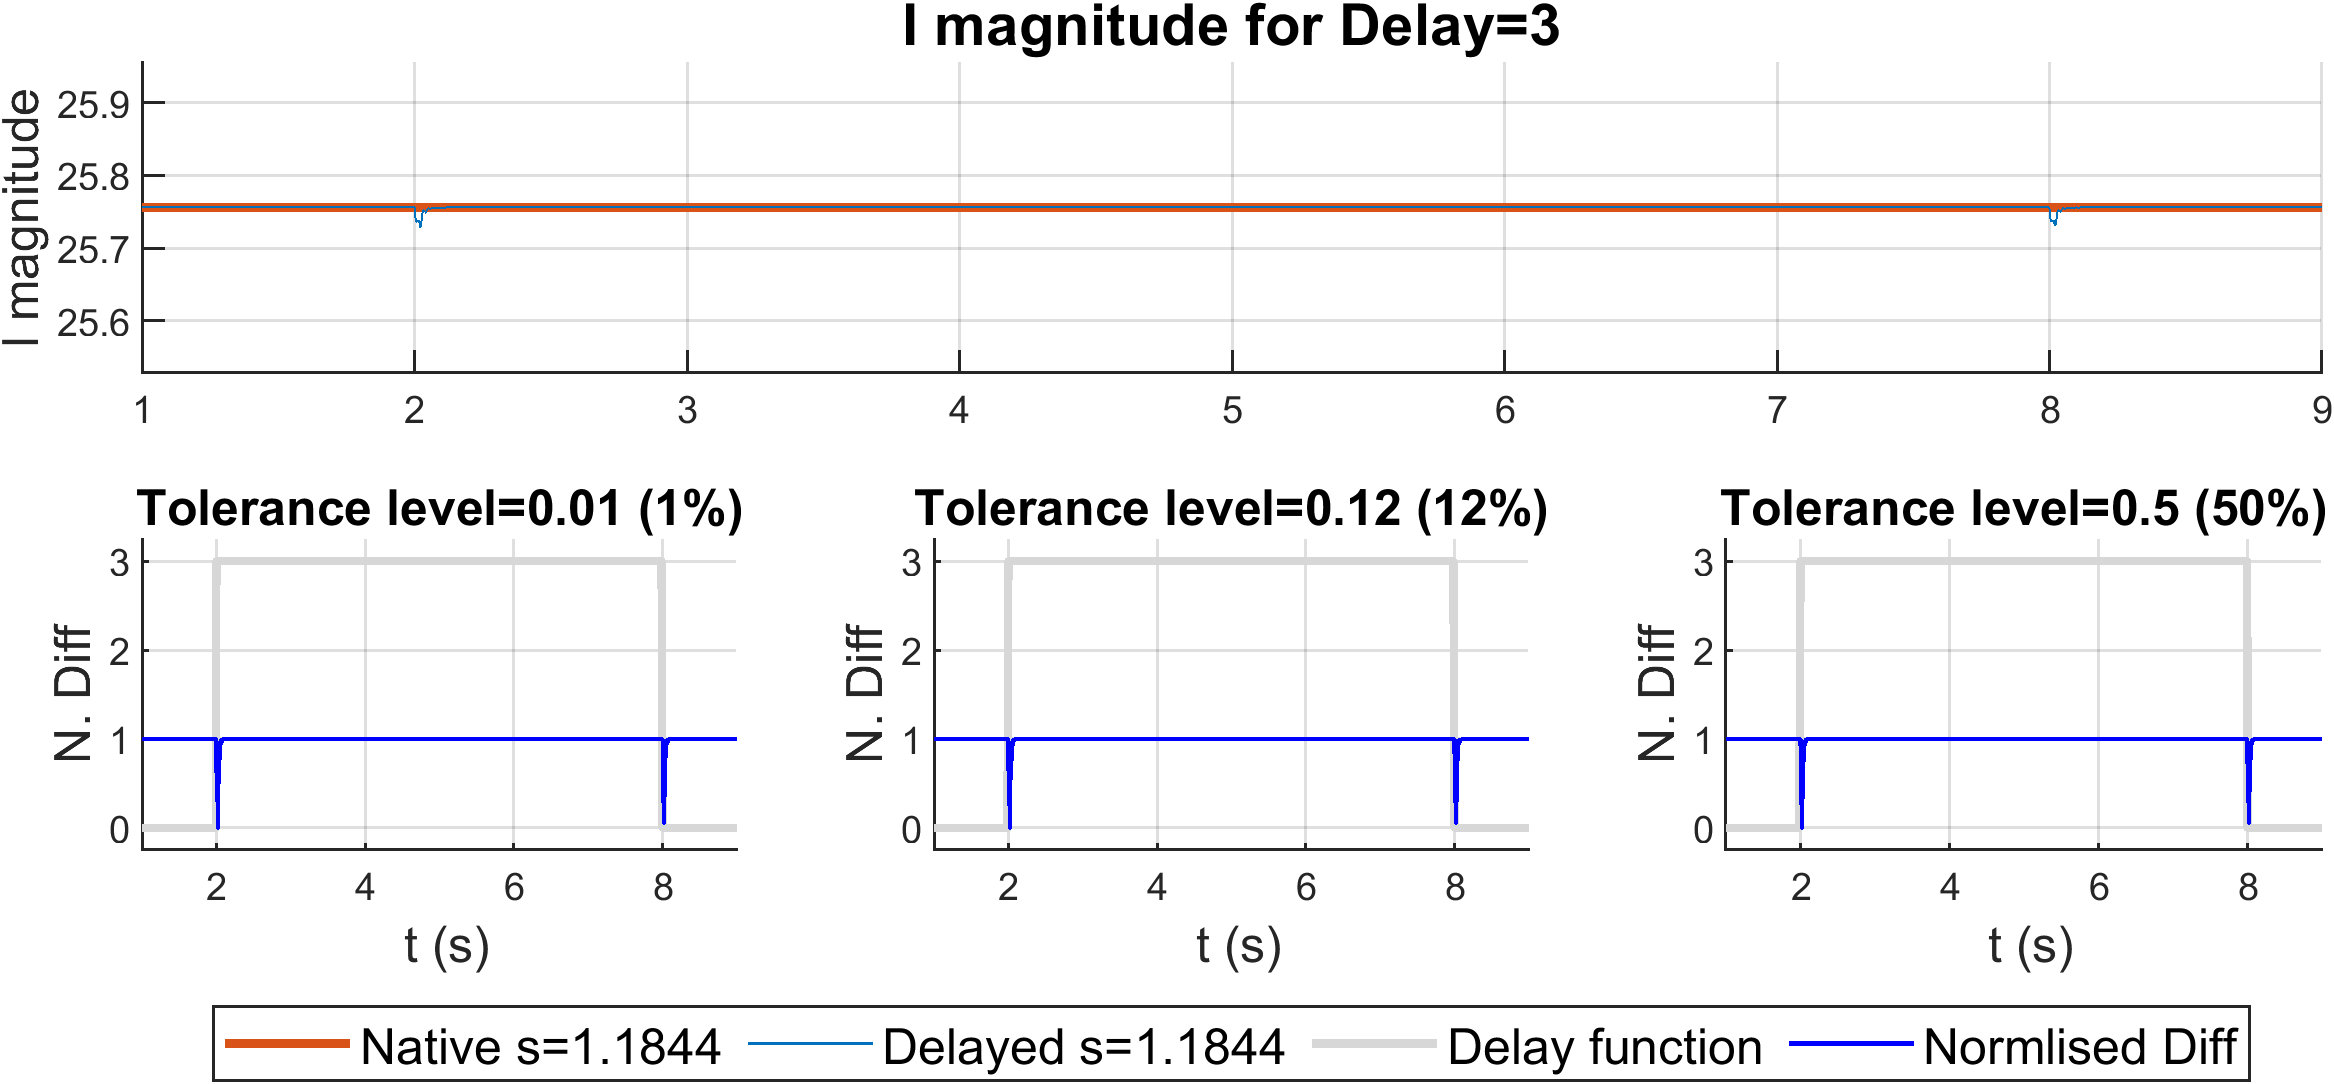 I magnitude for Delay=3
I magnitude
25.9
25.8
25.7
25.6
1 2 3 4 5 6 7 8 9
Tolerance level=0.01 (1%)
N. Diff
3
2
1
0
2 4 6 8
t (s)
Tolerance level=0.12 (12%)
N. Diff
3
2
1
0
2 4 6 8
t (s)
Tolerance level=0.5 (50%)
N. Diff
3
2
1
0
2 4 6 8
t (s)
Native s=1.1844 Delayed s=1.1844 Delay function Normlised Diff